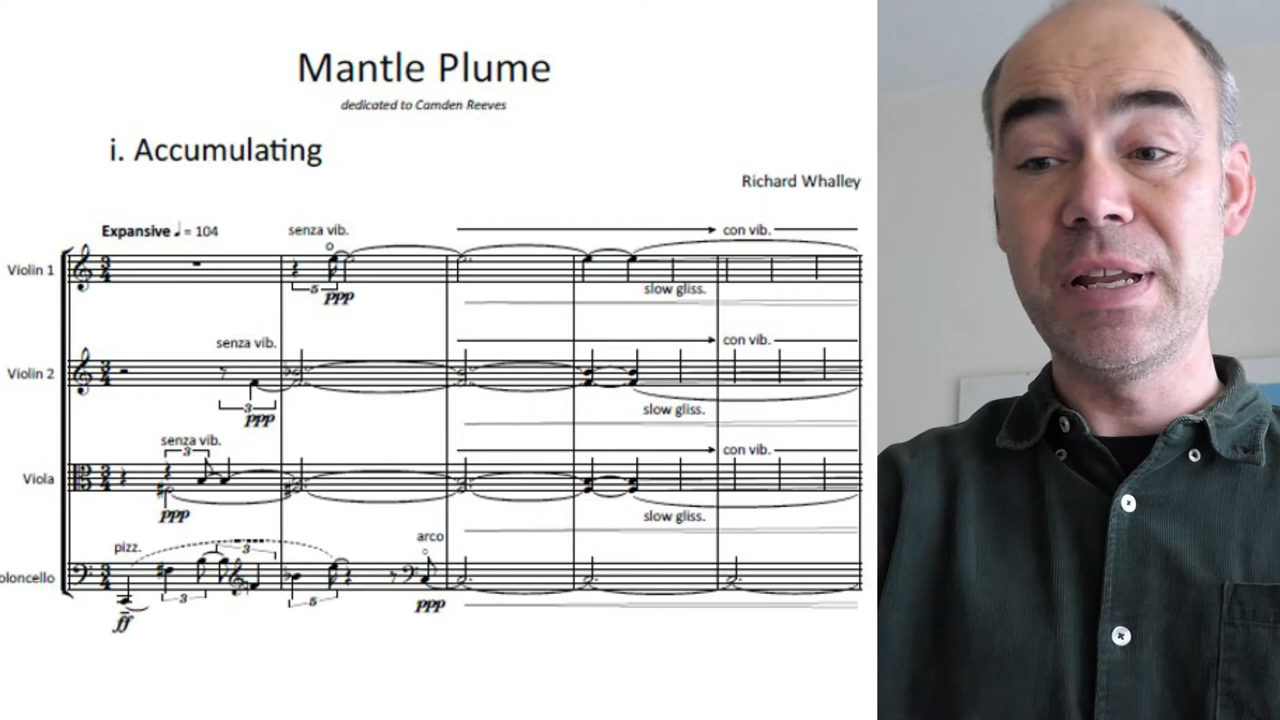 Mantle Plume
dedicated to Camden Reeves
i. Accumulating
Richard Whalley
Expansive ♩ = 104
senza vib.
con vib.
Violin 1
5
ppp
slow gliss.
senza vib.
con vib.
Violin 2
3
ppp
slow gliss.
senza vib.
3
con vib.
Viola
ppp
slow gliss.
pizz.
3
arco
oloncello
3
5
ppp
ff